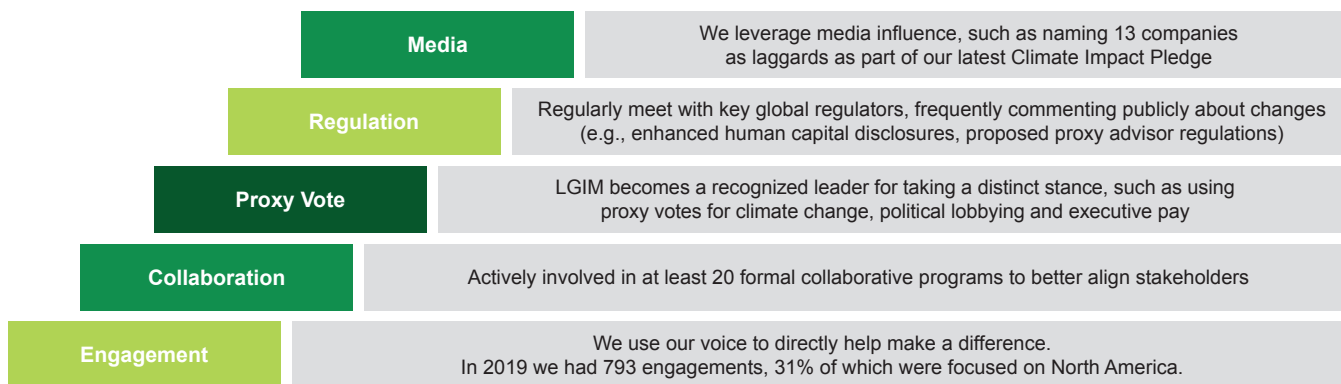 Media
We leverage media influence, such as naming 13 companies
as laggards as part of our latest Climate Impact Pledge
Regulation
Regularly meet with key global regulators, frequently commenting publicly about changes
(e.g., enhanced human capital disclosures, proposed proxy advisor regulations)
Proxy Vote
LGIM becomes a recognized leader for taking a distinct stance, such as using
proxy votes for climate change, political lobbying and executive pay
Collaboration
Actively involved in at least 20 formal collaborative programs to better align stakeholders
Engagement
We use our voice to directly help make a difference.
In 2019 we had 793 engagements, 31% of which were focused on North America.